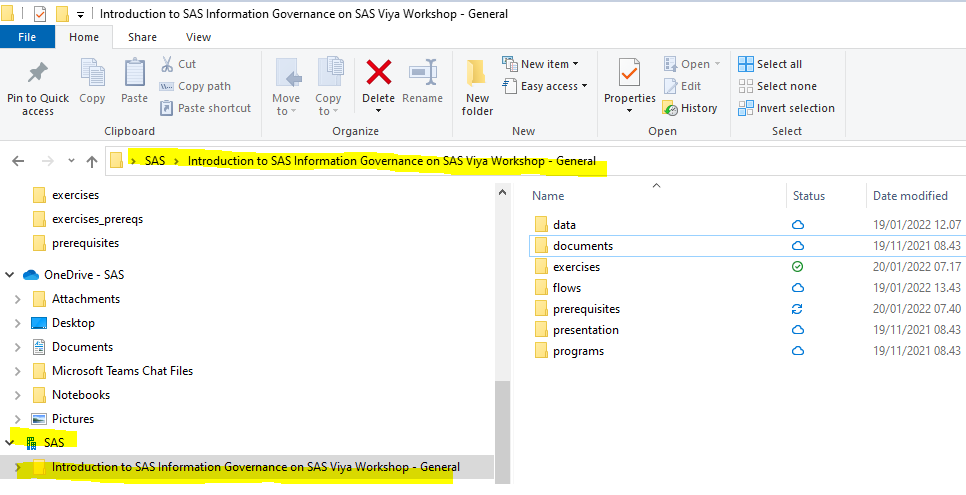 Introduction to SAS Information Governance on SAS Viya Workshop - General
File Home Share View
Pin to Quick access
Copy
Paste
Cut
Copy path
Paste shortcut
Clipboard
Move to
Copy to
Delete
Rename
Organize
New folder
New item
Easy access
New
Properties
Open
Edit
History
Open
Select all
Select none
Invert selection
Select
SAS > Introduction to SAS Information Governance on SAS Viya Workshop - General
exercises
exercises_prereqs
prerequisites
OneDrive - SAS
Attachments
Desktop
Documents
Microsoft Teams Chat Files
Notebooks
Pictures
SAS
Introduction to SAS Information Governance on SAS Viya Workshop - General
Name Status Date modified
data 19/01/2022 12.07
documents 19/11/2021 08.43
exercises 20/01/2022 07.17
flows 19/01/2022 13.43
prerequisites 20/01/2022 07.40
presentation 19/11/2021 08.43
programs 19/11/2021 08.43